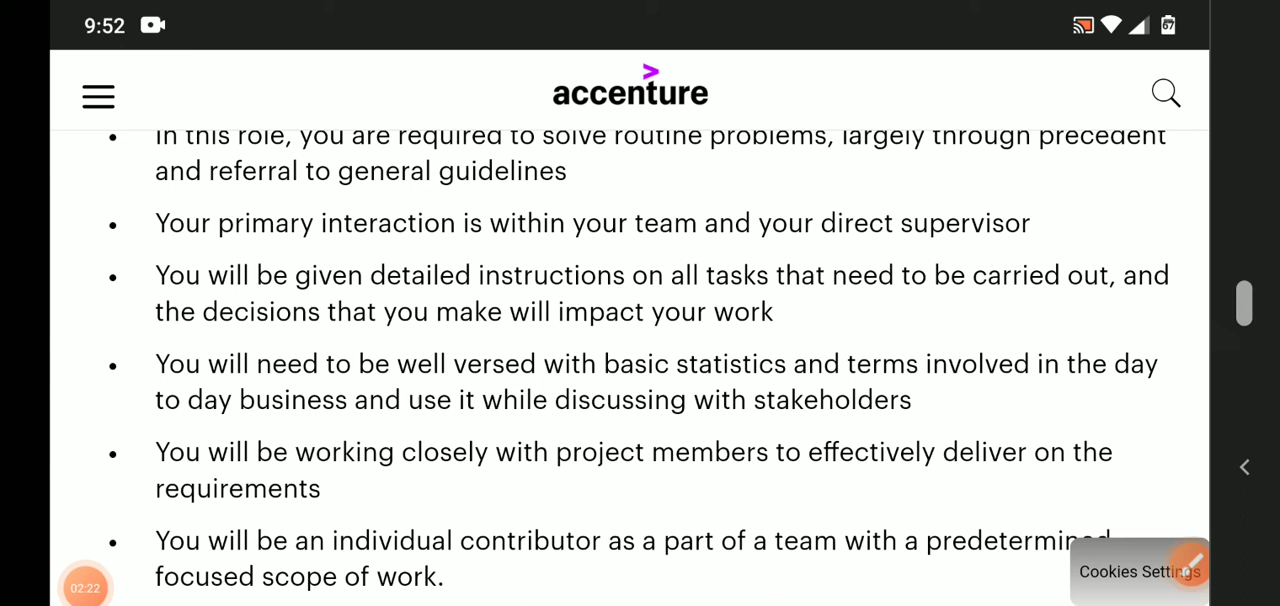 9:52
67
accenture
In this role, you are required to solve routine problems, largely through precedent
and referral to general guidelines
Your primary interaction is within your team and your direct supervisor
You will be given detailed instructions on all tasks that need to be carried out, and
the decisions that you make will impact your work
You will need to be well versed with basic statistics and terms involved in the day
to day business and use it while discussing with stakeholders
You will be working closely with project members to effectively deliver on the
requirements
You will be an individual contributor as a part of a team with a predetermined
focused scope of work.
Cookies Settings
02:22